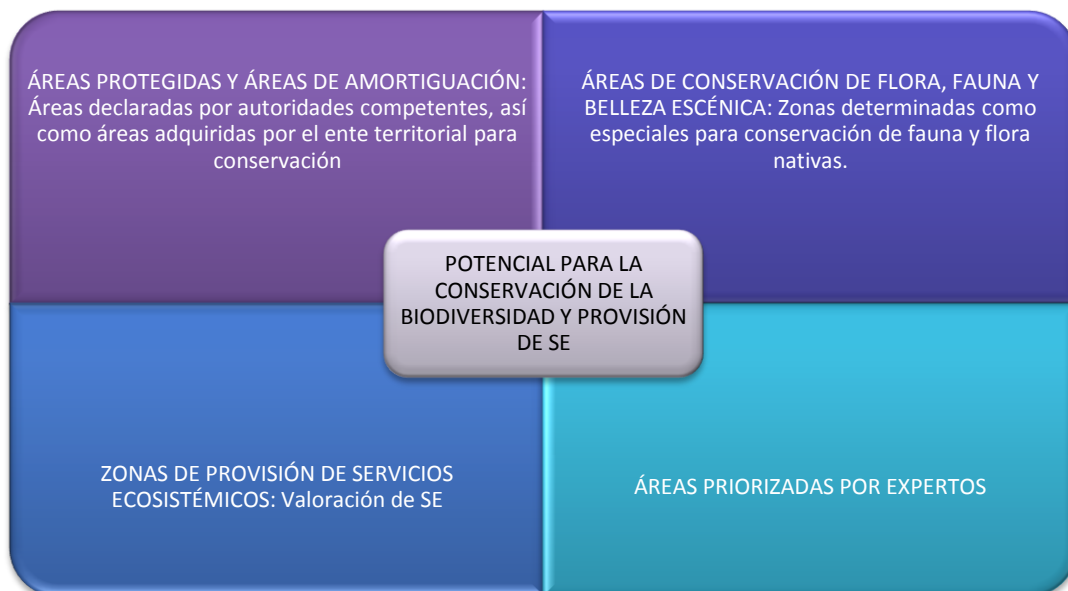 ÁREAS PROTEGIDAS Y ÁREAS DE AMORTIGUACIÓN:
Áreas declaradas por autoridades competentes, así
como áreas adquiridas por el ente territorial para
conservación
ÁREAS DE CONSERVACIÓN DE FLORA, FAUNA Y
BELLEZA ESCÉNICA: Zonas determinadas como
especiales para conservación de fauna y flora
nativas.
POTENCIAL PARA LA
CONSERVACIÓN DE LA
BIODIVERSIDAD Y PROVISIÓN
DE SE
ZONAS DE PROVISIÓN DE SERVICIOS
ECOSISTÉMICOS: Valoración de SE
ÁREAS PRIORIZADAS POR EXPERTOS